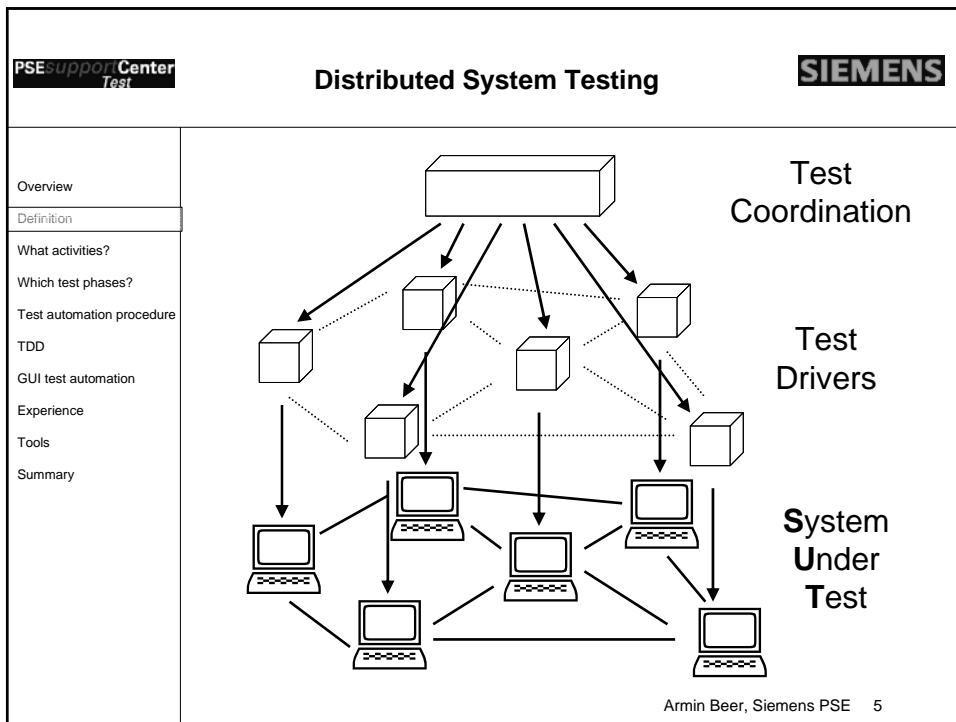 PSEsupportCenter
Test
Distributed System Testing
SIEMENS
Overview
Definition
What activities?
Which test phases?
Test automation procedure
TDD
GUI test automation
Experience
Tools
Summary
Test
Coordination
Test
Drivers
System
Under
Test
Armin Beer, Siemens PSE 5